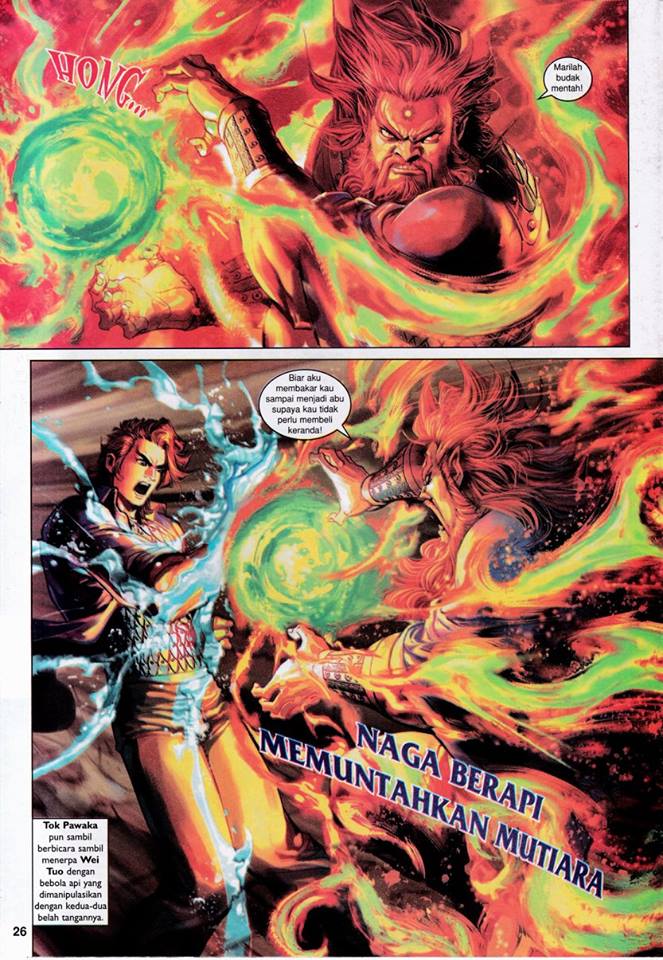 HONG...
Marilah
budak
mentah!
Biar aku
membakar kau
sampai menjadi abu
supaya kau tidak
perlu membeli
keranda!
NAGA BERAPI
MEMUNTAHKAN MUTIARA
Tok Pawaka
pun sambil
berbicara sambil
menerpa Wei
Tuo dengan
bebola api yang
dimanipulasikan
dengan kedua-dua
belah tangannya.
26